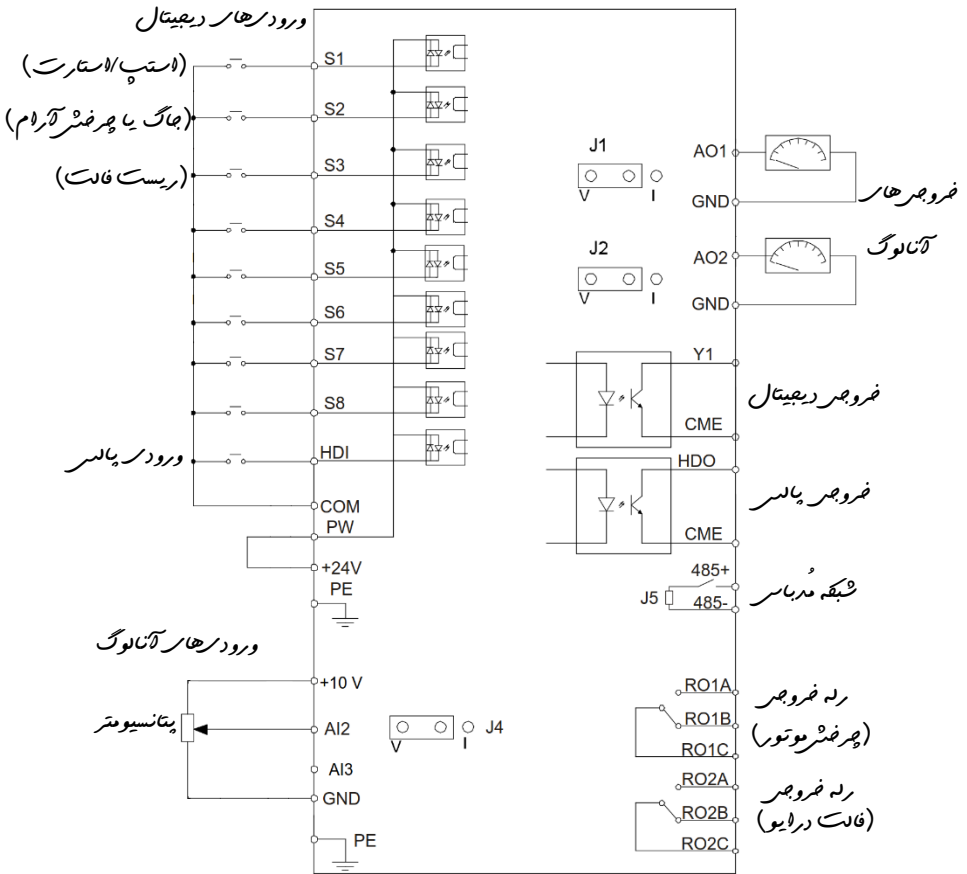 ورودی‌های دیجیتال
(استپ/استارت)
S1
(جاگ یا چرخش آرام)
S2
(ریست فالت)
S3
S4
S5
S6
S7
S8
ورودی پالس
HDI
COM
PW
+24V
PE
ورودی‌های آنالوگ
+10 V
پتانسیومتر
AI2
AI3
GND
PE
J4
V I
J1
V I
J2
V I
AO1
GND
خروجی‌های
آنالوگ
AO2
GND
Y1
خروجی دیجیتال
CME
HDO
خروجی پالس
CME
485+
J5
485-
شبکه مُدباس
RO1A
RO1B
RO1C
رله خروجی
(چرخش موتور)
RO2A
RO2B
RO2C
رله خروجی
(فالت درایو)